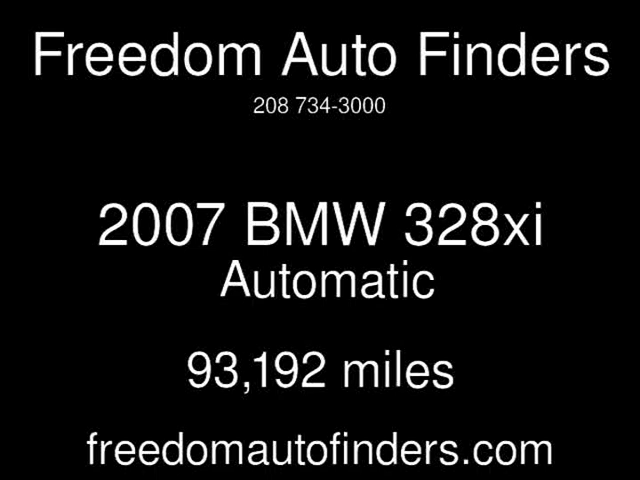 Freedom Auto Finders
208 734-3000
2007 BMW 328xi
Automatic
93,192 miles
freedomautofinders.com